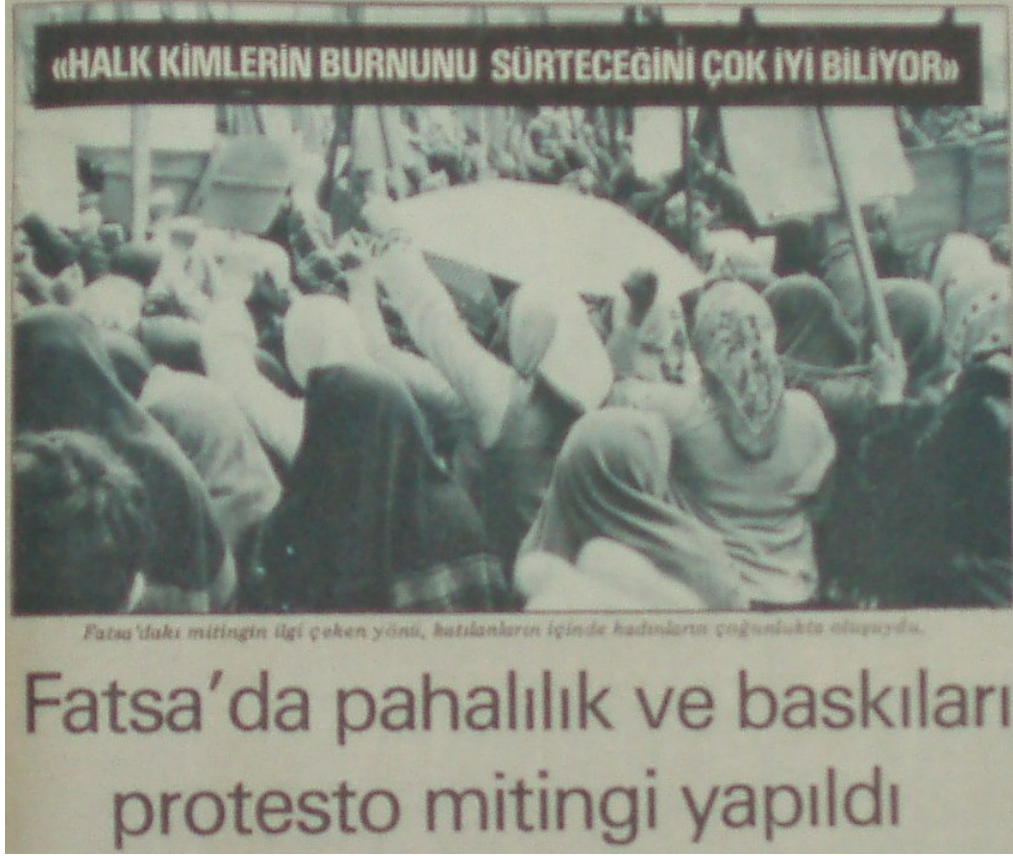 «HALK KİMLERİN BURNUNU SÜRTECEĞİNİ ÇOK İYİ BİLİYOR»
Fatsa'daki mitingin ilgi çeken yönü, katılanların içinde kadınların çoğunlukta oluşuydu.
Fatsa'da pahalılık ve baskıları
protesto mitingi yapıldı